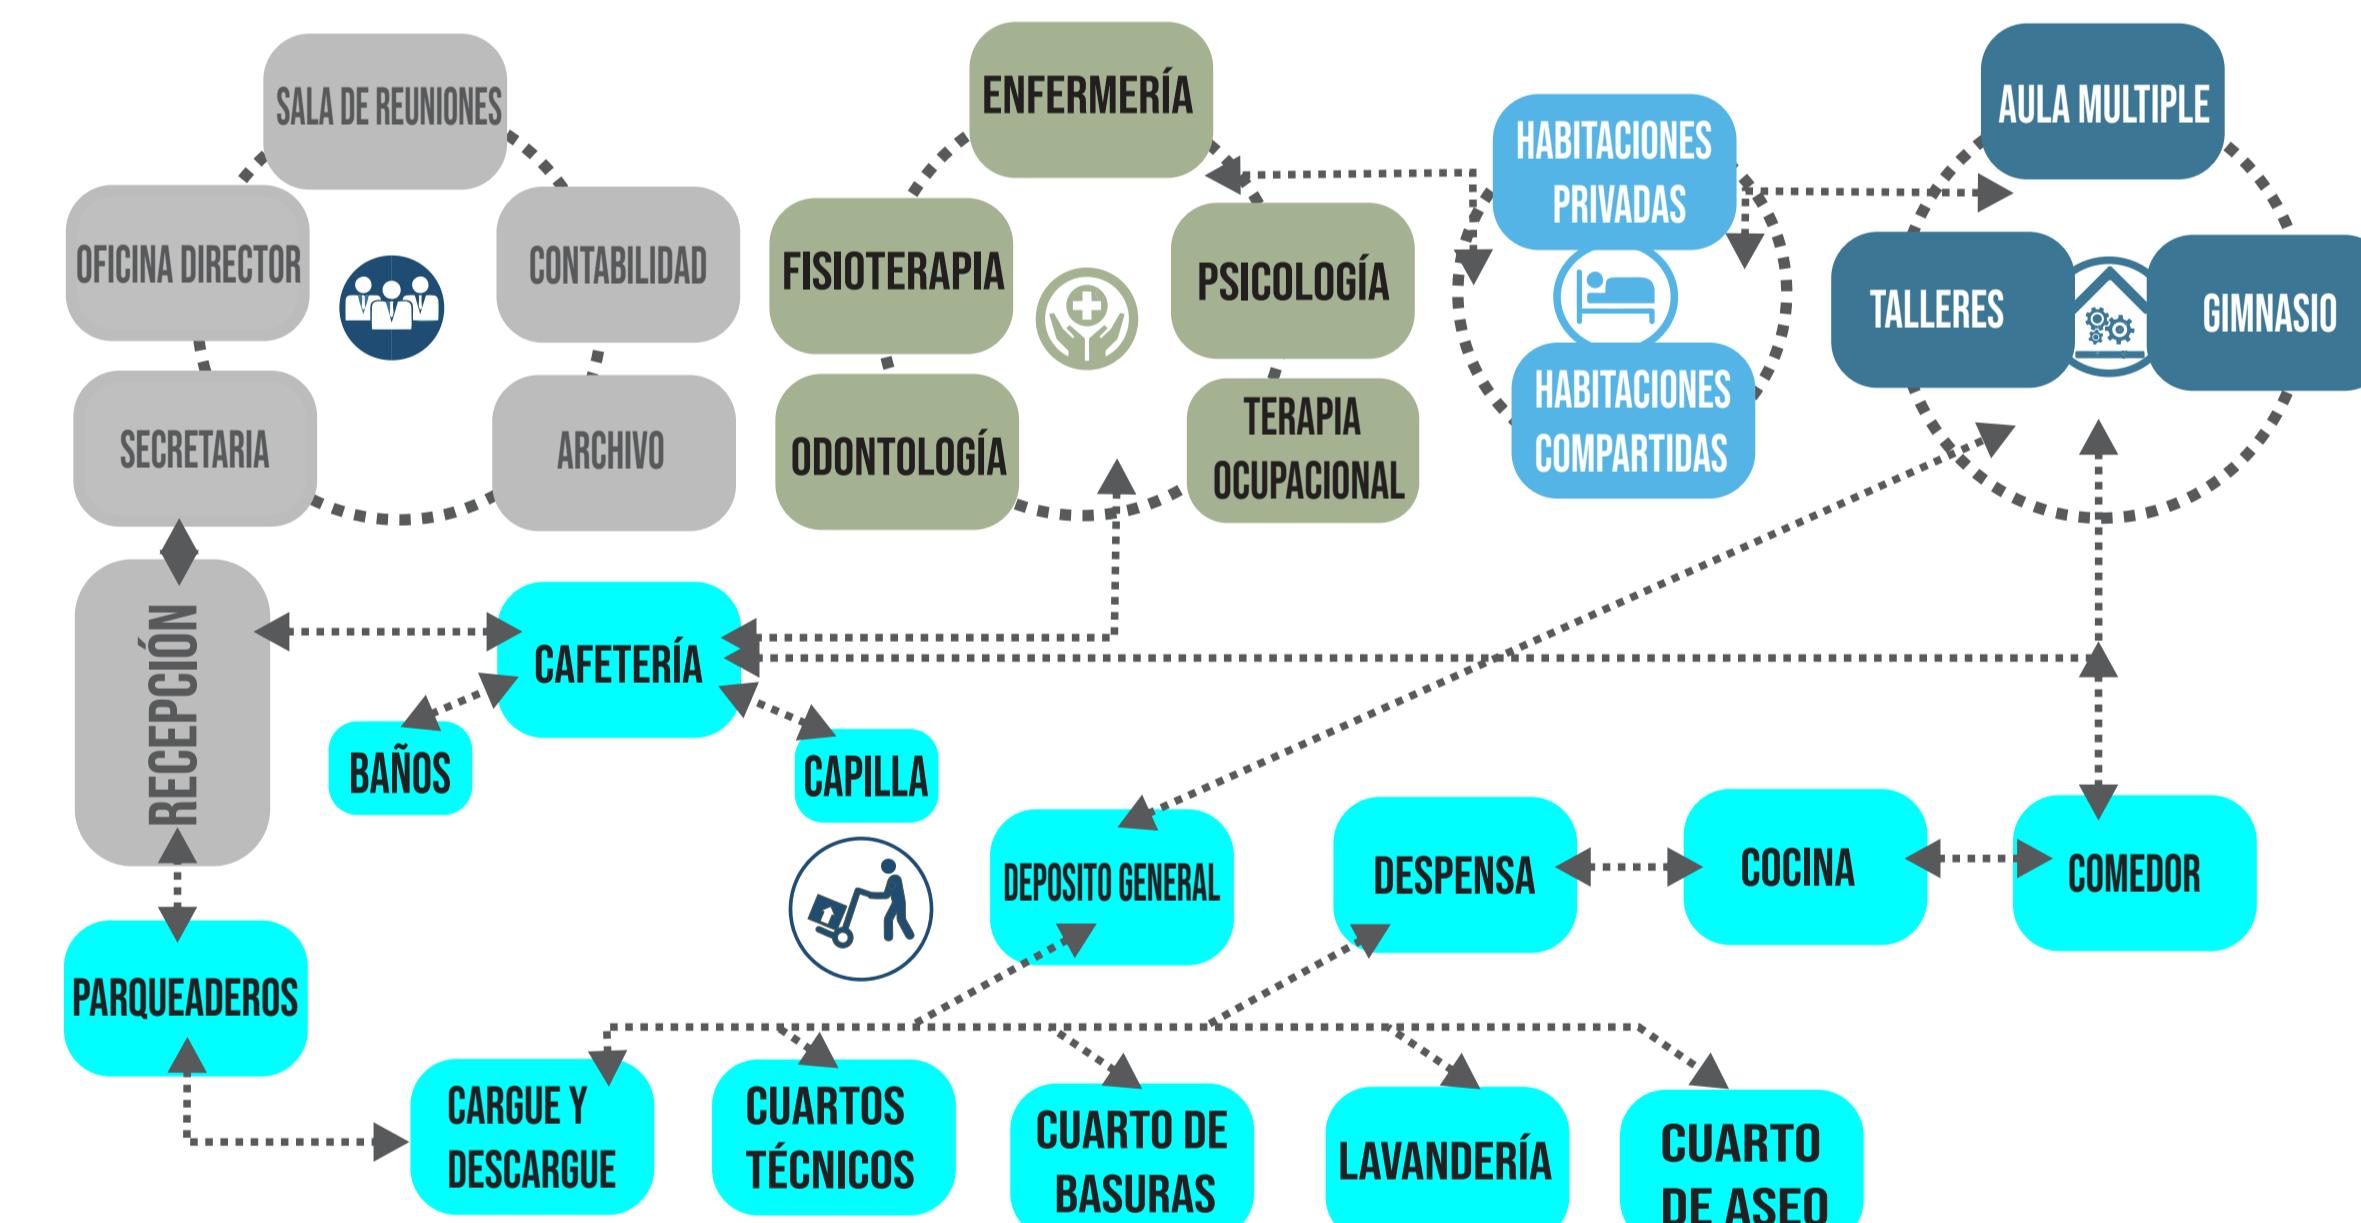 SALA DE REUNIONES
OFICINA DIRECTOR
CONTABILIDAD
SECRETARIA
ARCHIVO
RECEPCIÓN
ENFERMERÍA
FISIOTERAPIA
PSICOLOGÍA
ODONTOLOGÍA
TERAPIA
OCUPACIONAL
HABITACIONES
PRIVADAS
HABITACIONES
COMPARTIDAS
AULA MULTIPLE
TALLERES
GIMNASIO
CAFETERÍA
BAÑOS
CAPILLA
DEPOSITO GENERAL
DESPENSA
COCINA
COMEDOR
PARQUEADEROS
CARGUE Y
DESCARGUE
CUARTOS
TÉCNICOS
CUARTO DE
BASURAS
LAVANDERÍA
CUARTO
DE ASEO